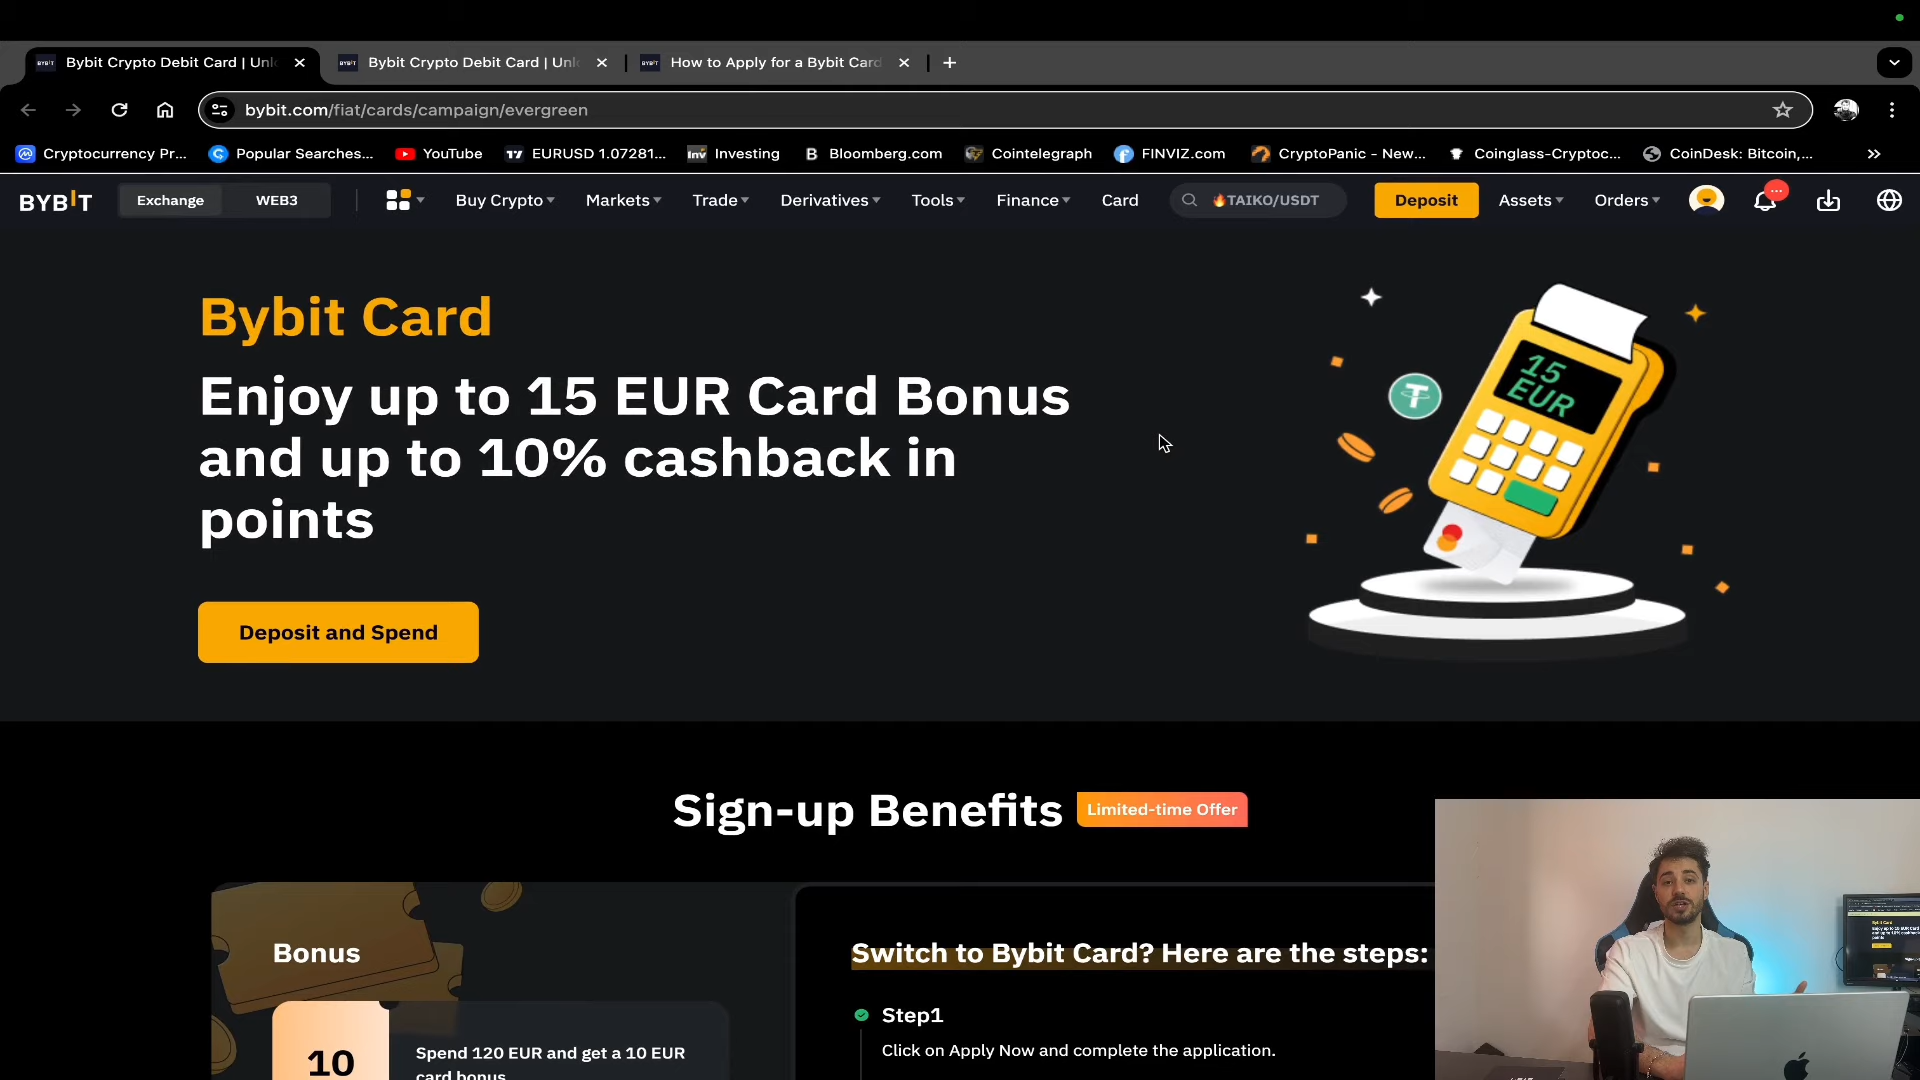 Bybit Crypto Debit Card | Unl
Bybit Crypto Debit Card | Unl
How to Apply for a Bybit Card
bybit.com/fiat/cards/campaign/evergreen
Cryptocurrency Pr...
Popular Searches...
YouTube
EURUSD 1.07281...
Investing
Bloomberg.com
Cointelegraph
FINVIZ.com
CryptoPanic - New...
Coinglass-Cryptoc...
CoinDesk: Bitcoin,...
BYBIT
Exchange
WEB3
Buy Crypto
Markets
Trade
Derivatives
Tools
Finance
Card
TAIKO/USDT
Deposit
Assets
Orders
Bybit Card
Enjoy up to 15 EUR Card Bonus
and up to 10% cashback in
points
15
EUR
Deposit and Spend
Sign-up Benefits
Limited-time Offer
Bonus
Switch to Bybit Card? Here are the steps:
Step1
Click on Apply Now and complete the application.
10
Spend 120 EUR and get a 10 EUR
card bonus